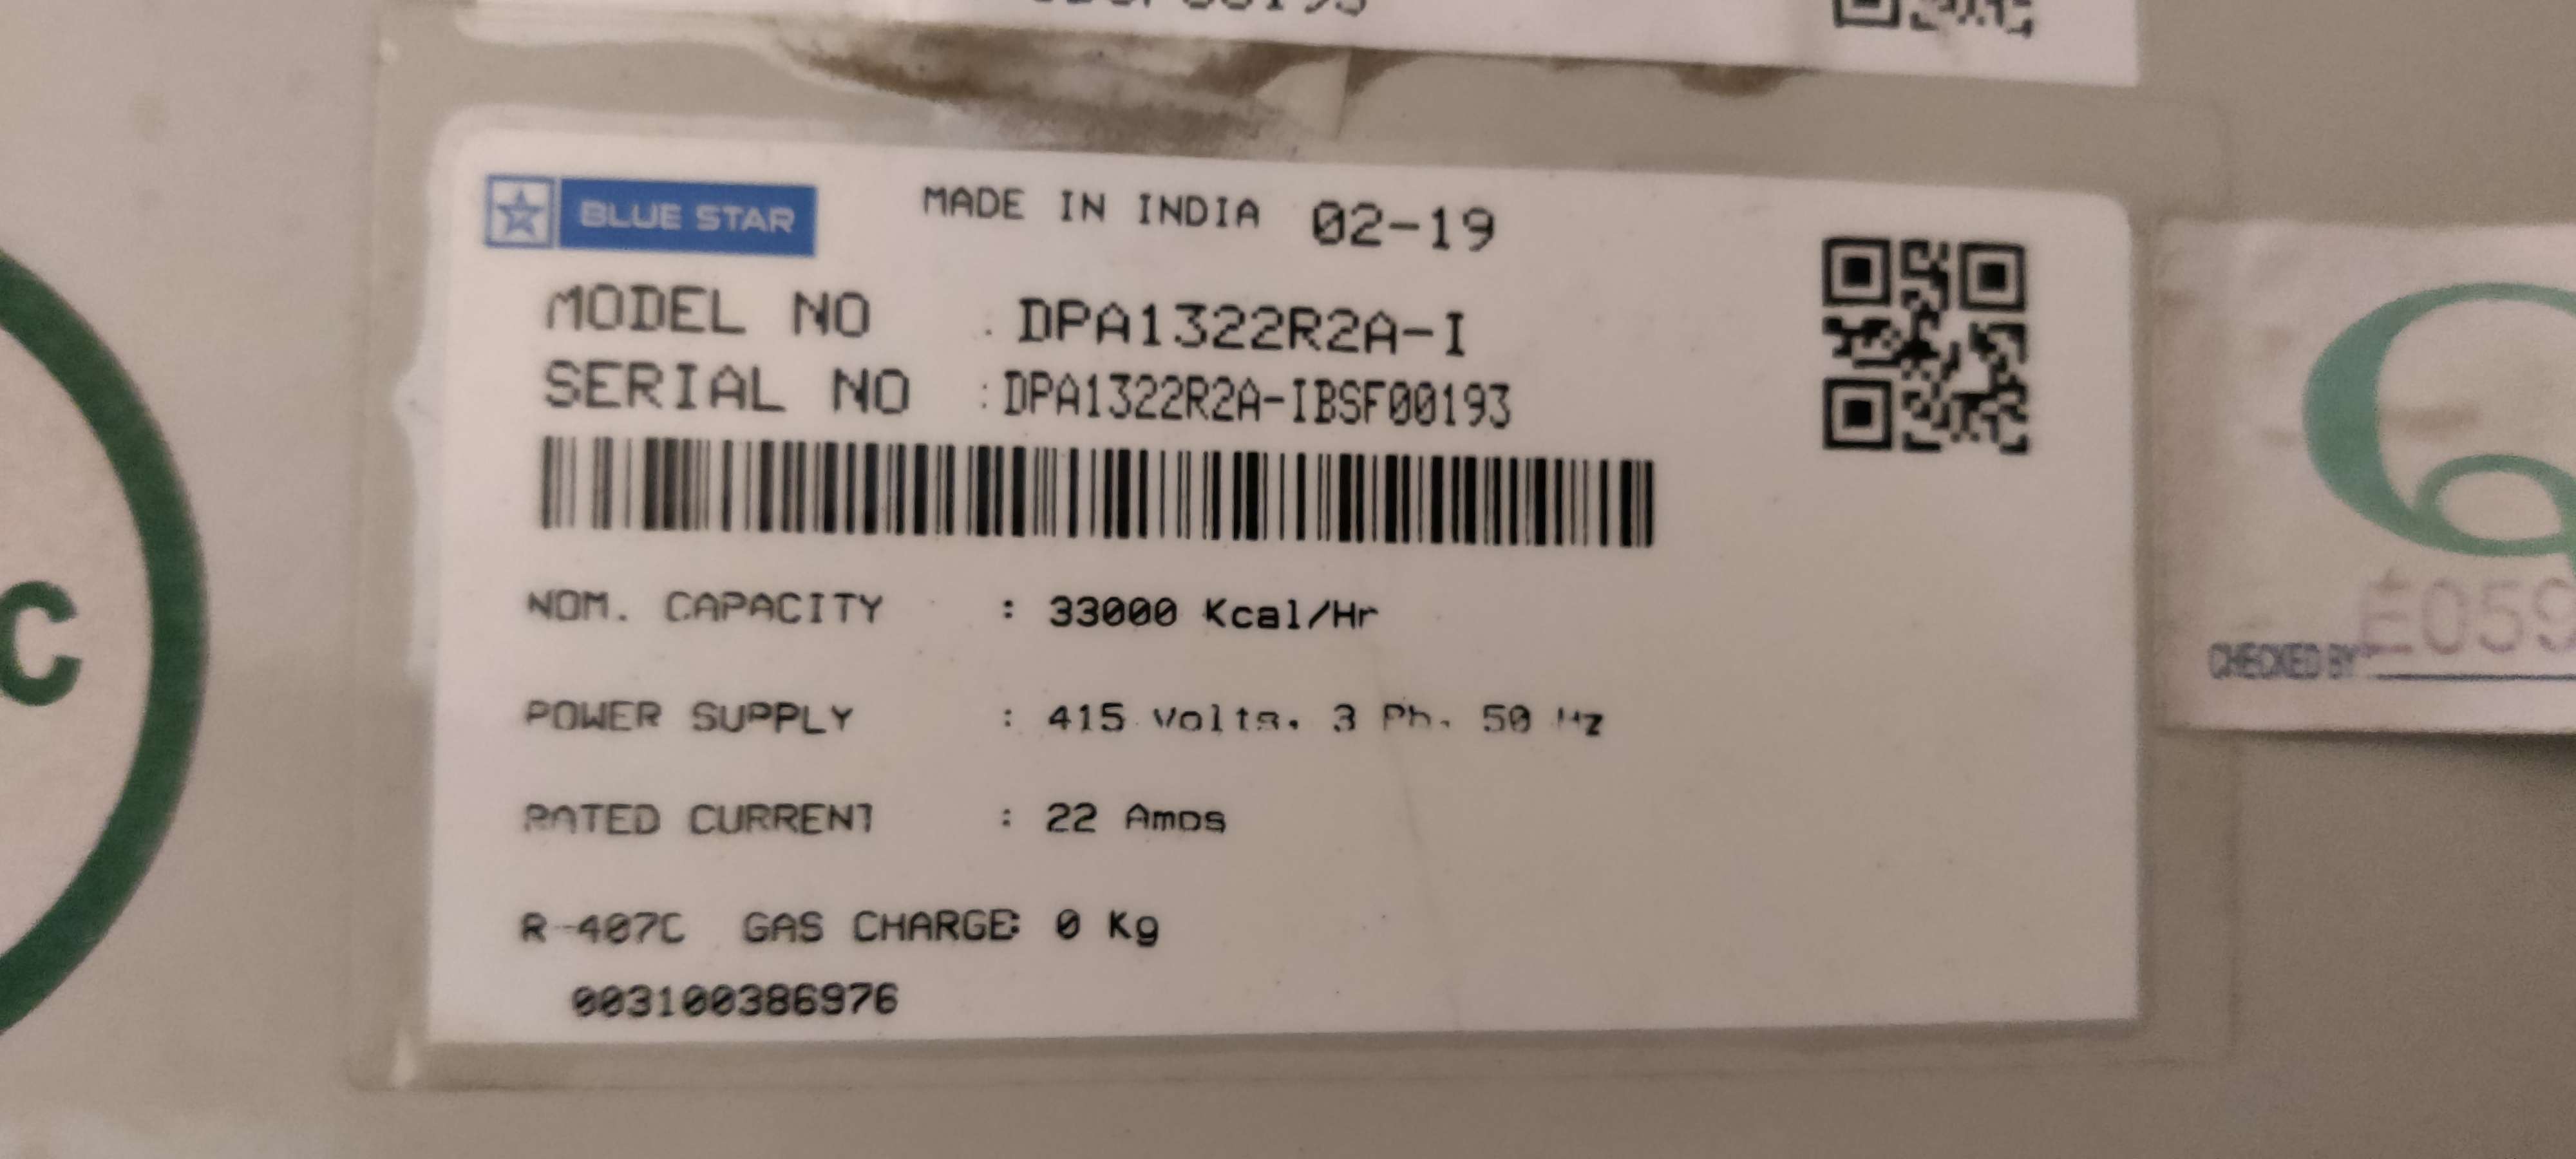 BLUE STAR MADE IN INDIA 02-19
MODEL NO : DPA1322R2A-I
SERIAL NO : DPA1322R2A-IBSF00193
NOM. CAPACITY : 33000 Kcal/Hr
POWER SUPPLY : 415 Volts. 3 Ph. 50 Hz
RATED CURRENT : 22 Amps
R-407C GAS CHARGE: 0 Kg
003100386976
C
CHECKED BY E059